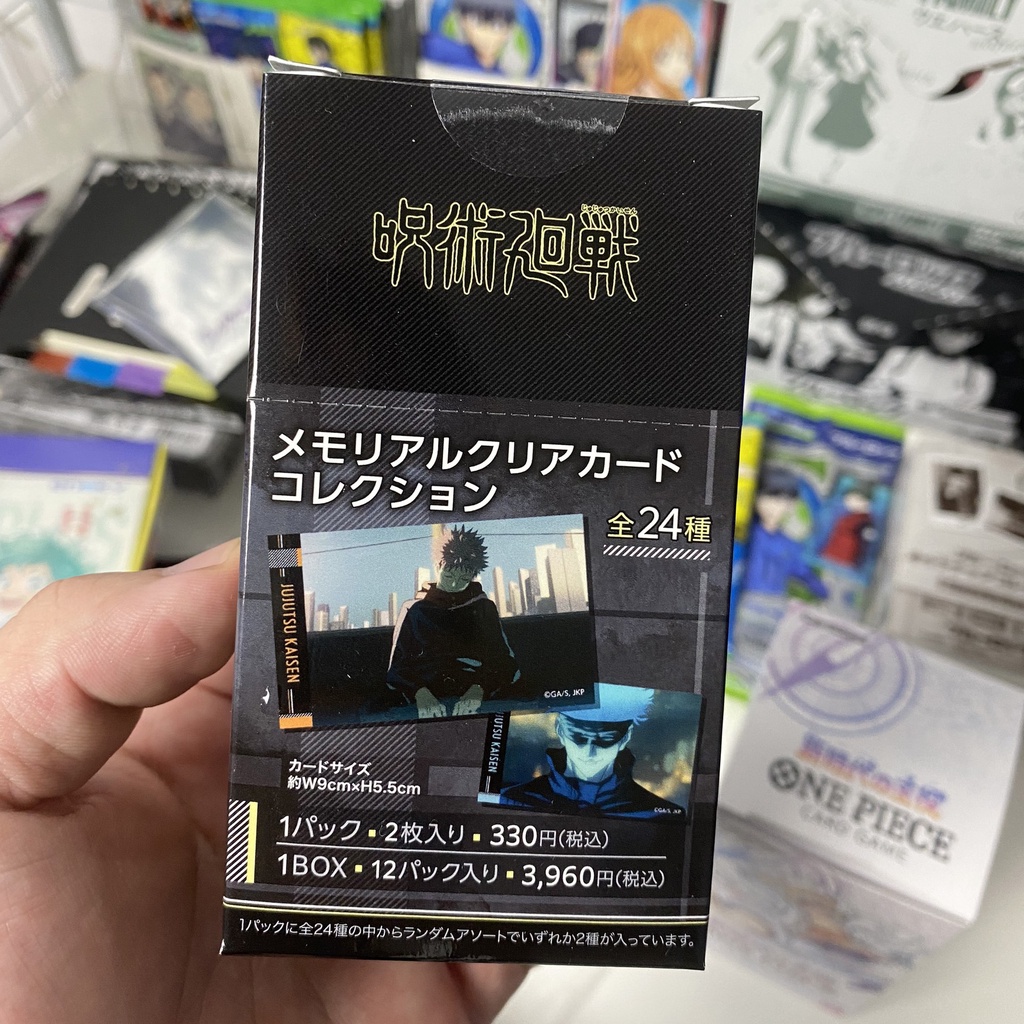 じゅじゅつかいせん
呪術廻戦
メモリアルクリアカード
コレクション
全24種
JUJUTSU KAISEN
©GA/S, JKP
JUJUTSU KAISEN
©GA/S, JKP
カードサイズ
約W9cm×H5.5cm
1パック▪2枚入り▪330円(税込)
1BOX▪12パック入り▪3,960円(税込)
1パックに全24種の中からランダムアソートでいずれか2種が入っています。
ONE PIECE
CARD GAME